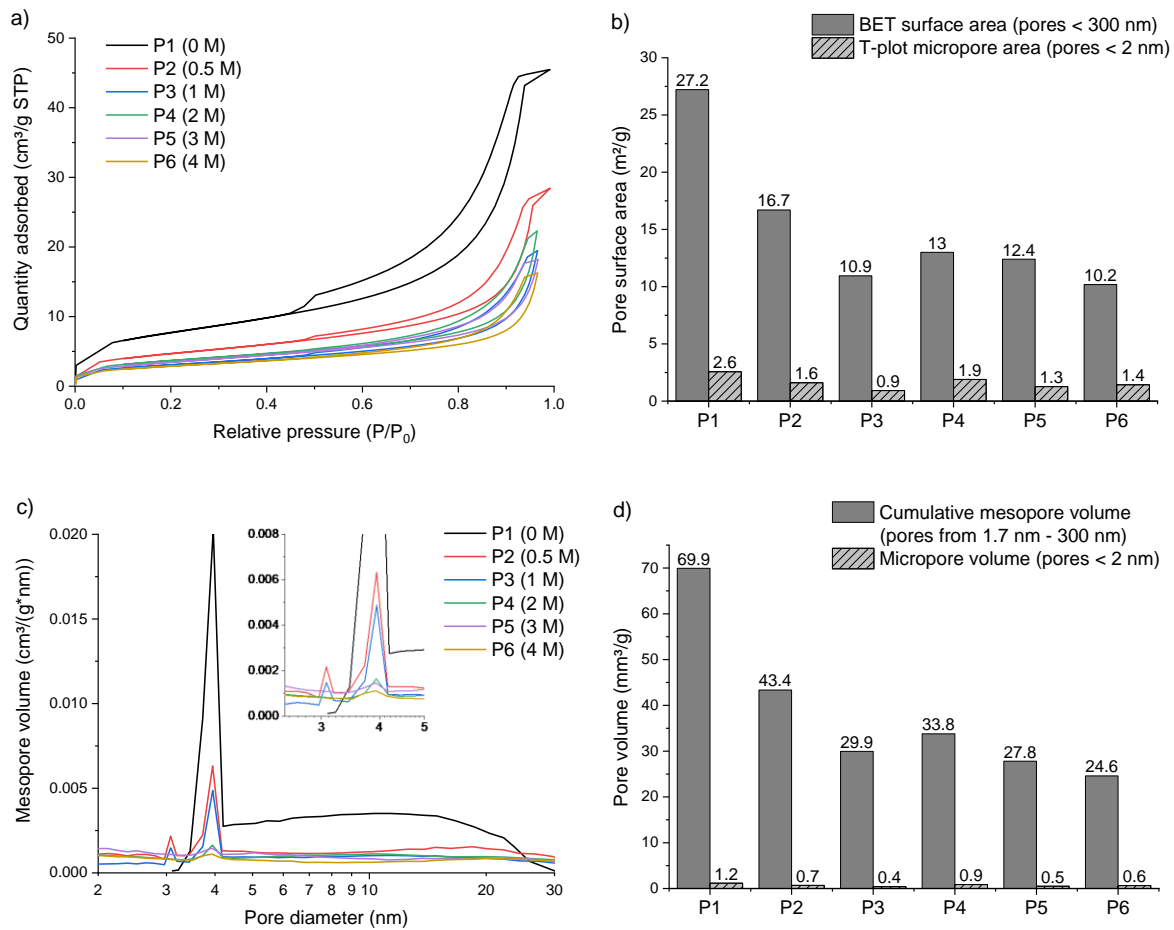 a)
P1 (0 M)
P2 (0.5 M)
P3 (1 M)
P4 (2 M)
P5 (3 M)
P6 (4 M)
50
40
30
20
10
0
Quantity adsorbed (cm³/g STP)
0.0 0.2 0.4 0.6 0.8 1.0
Relative pressure (P/P₀)
b)
BET surface area (pores < 300 nm)
T-plot micropore area (pores < 2 nm)
30
25
20
15
10
5
0
Pore surface area (m²/g)
27.2 16.7 10.9 13 12.4 10.2
2.6 1.6 0.9 1.9 1.3 1.4
P1 P2 P3 P4 P5 P6
c)
0.020
0.015
0.010
0.005
0.000
Mesopore volume (cm³/(g*nm))
0.008
0.006
0.004
0.002
0.000
3 4 5
P1 (0 M)
P2 (0.5 M)
P3 (1 M)
P4 (2 M)
P5 (3 M)
P6 (4 M)
2 3 4 5 6 7 8 9 10 20 30
Pore diameter (nm)
d)
Cumulative mesopore volume
(pores from 1.7 nm - 300 nm)
Micropore volume (pores < 2 nm)
70
60
50
40
30
20
10
0
Pore volume (mm³/g)
69.9 43.4 29.9 33.8 27.8 24.6
1.2 0.7 0.4 0.9 0.5 0.6
P1 P2 P3 P4 P5 P6